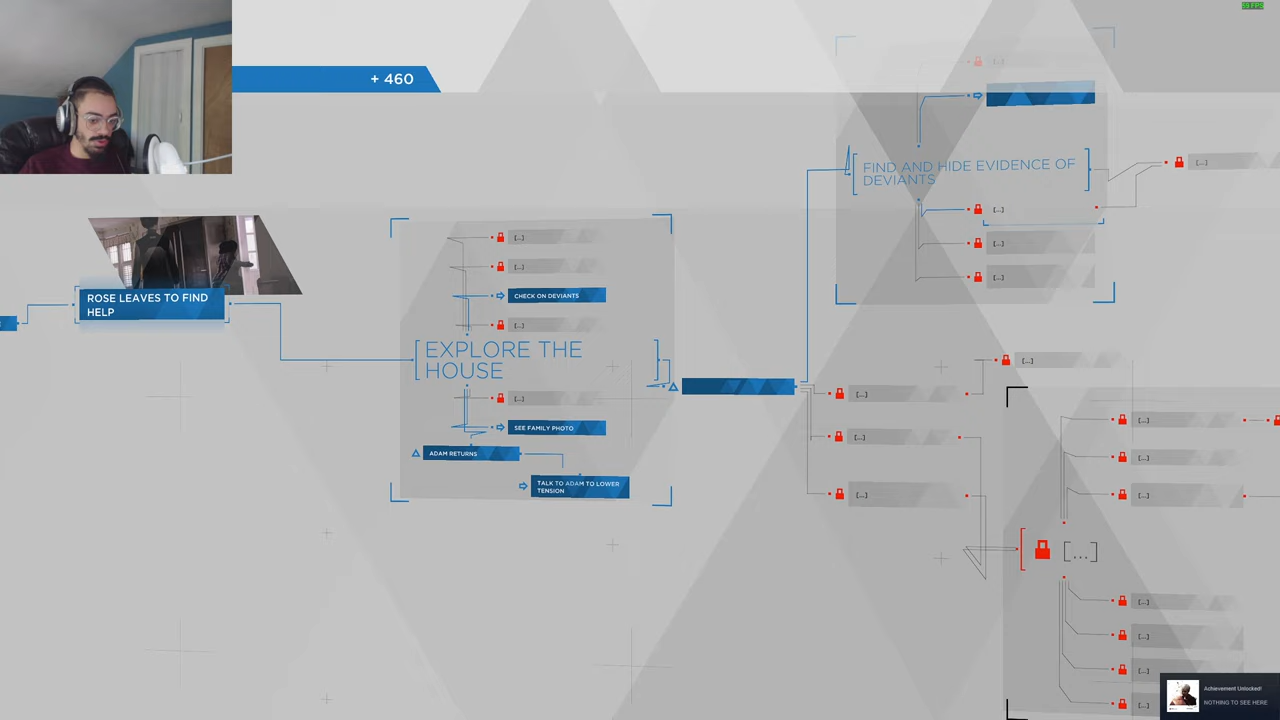 + 460
[...]
FIND AND HIDE EVIDENCE OF
DEVIANTS
[...]
[...]
[...]
[...]
[...]
[...]
[...]
CHECK ON DEVIANTS
[...]
ROSE LEAVES TO FIND
HELP
EXPLORE THE
HOUSE
[...]
SEE FAMILY PHOTO
ADAM RETURNS
TALK TO ADAM TO LOWER
TENSION
[...]
[...]
[...]
[...]
[...]
[...]
[...]
[...]
[...]
[...]
[...]
[...]
Achievement Unlocked!
NOTHING TO SEE HERE